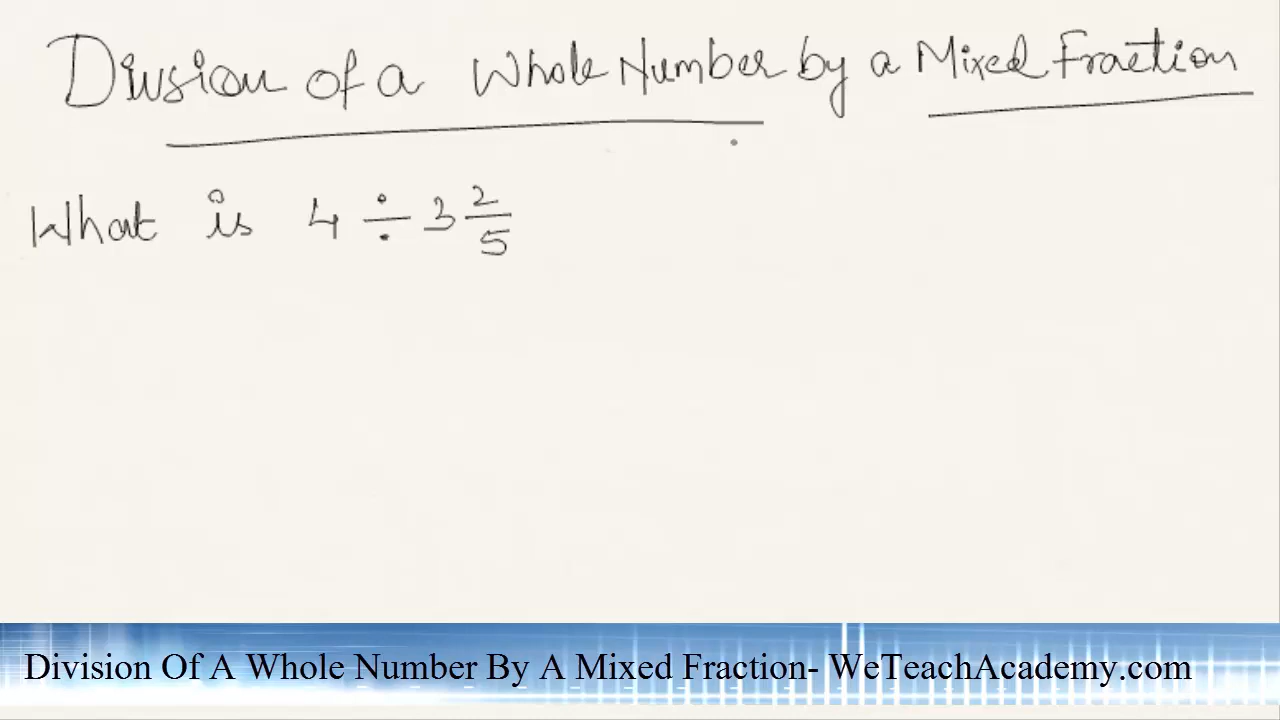 Division of a Whole Number by a Mixed Fraction
What is 4 ÷ 3 2/5
Division Of A Whole Number By A Mixed Fraction- WeTeachAcademy.com